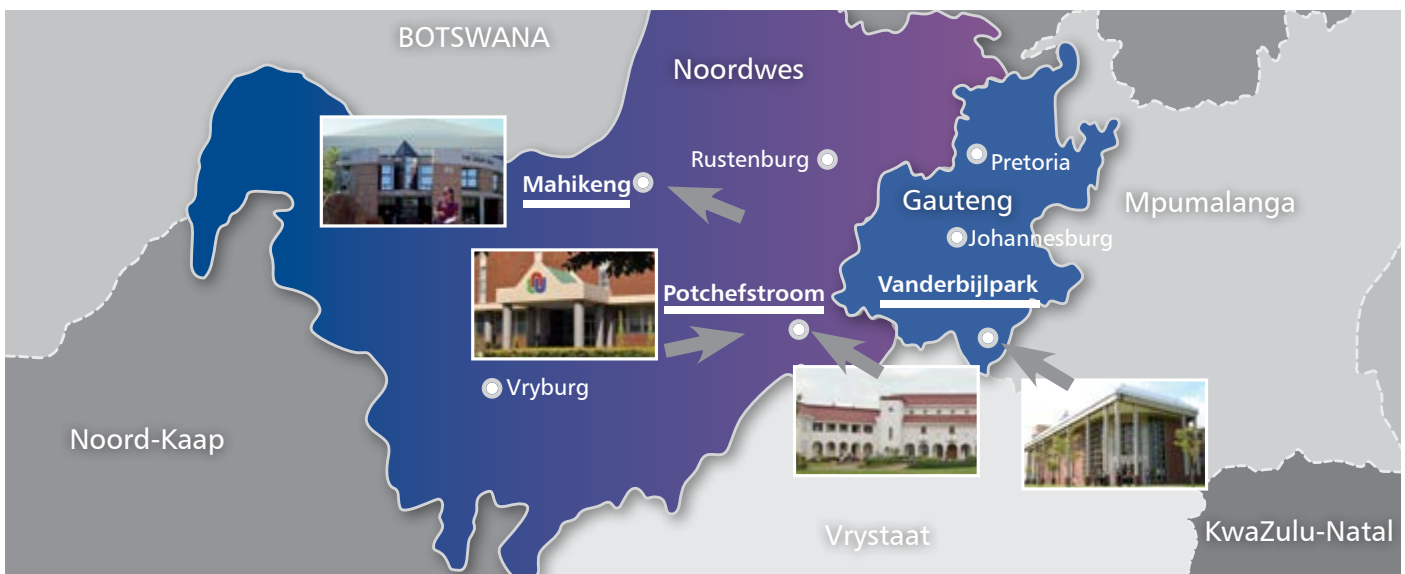 BOTSWANA
Noordwes
Rustenburg
Pretoria
Mahikeng
Gauteng
Mpumalanga
Johannesburg
Potchefstroom
Vanderbijlpark
Vryburg
Noord-Kaap
Vrystaat
KwaZulu-Natal